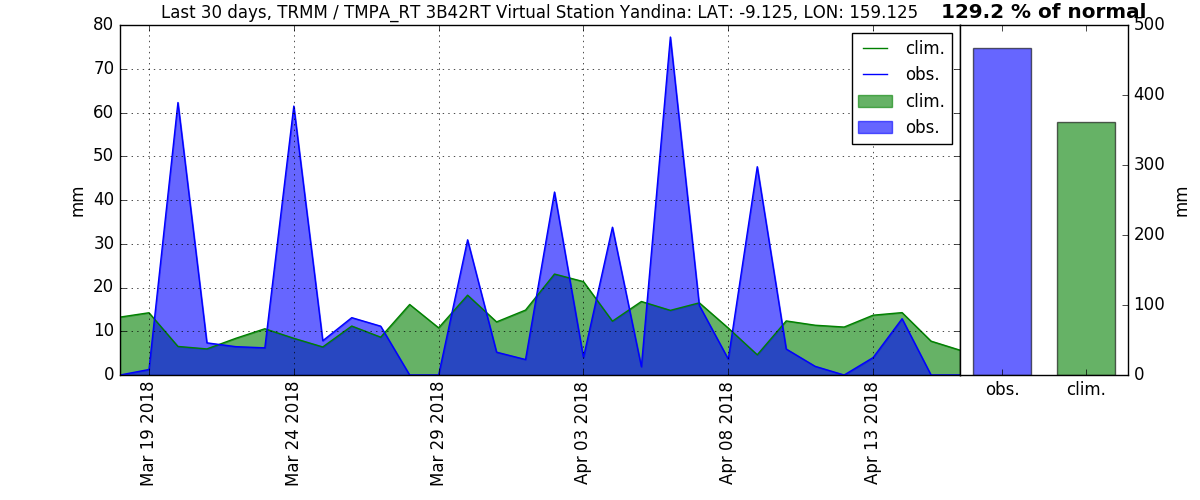 Last 30 days, TRMM / TMPA_RT 3B42RT Virtual Station Yandina: LAT: -9.125, LON: 159.125
129.2 % of normal
80
70
60
50
40
30
20
10
0
mm
clim.
obs.
clim.
obs.
Mar 19 2018
Mar 24 2018
Mar 29 2018
Apr 03 2018
Apr 08 2018
Apr 13 2018
500
400
300
200
100
0
mm
obs.
clim.